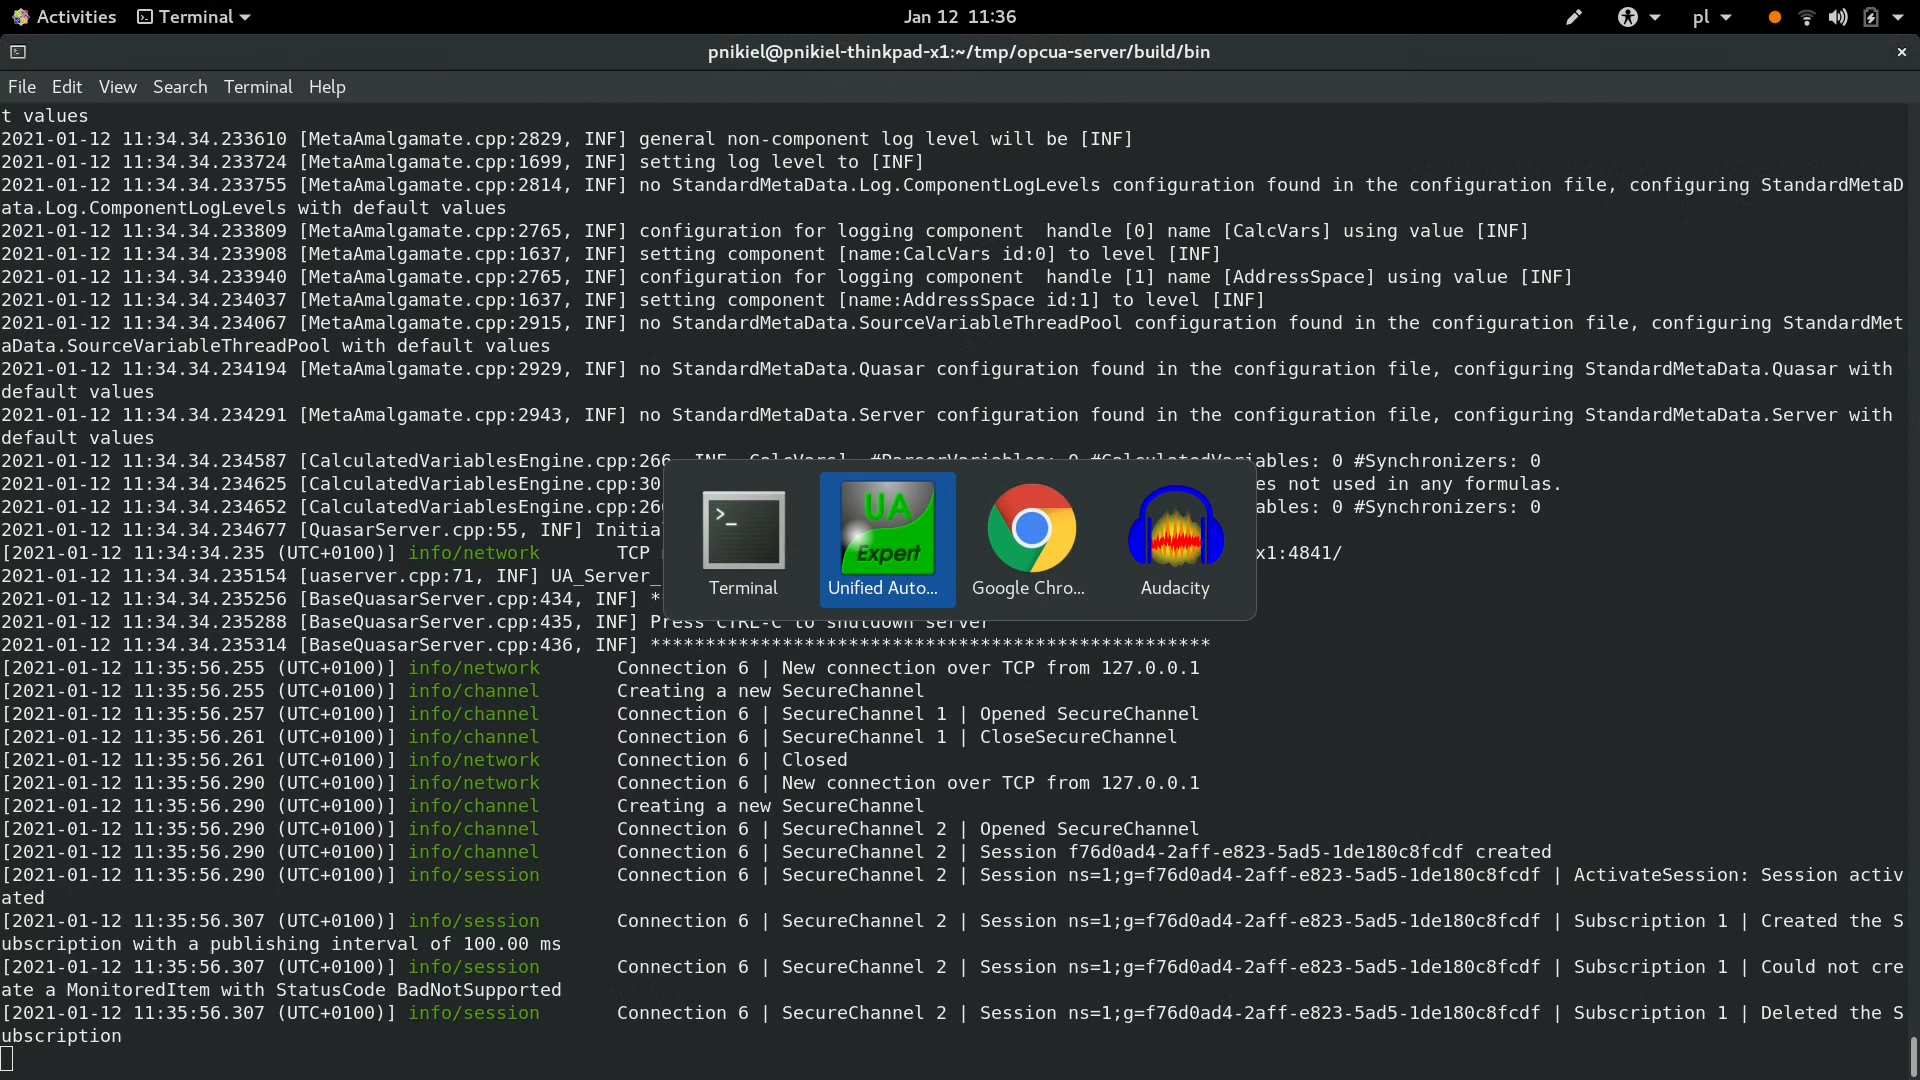 Activities
Terminal
Jan 12 11:36
pl
pnikiel@pnikiel-thinkpad-x1:~/tmp/opcua-server/build/bin
File Edit View Search Terminal Help
t values
2021-01-12 11:34.34.233610 [MetaAmalgamate.cpp:2829, INF] general non-component log level will be [INF]
2021-01-12 11:34.34.233724 [MetaAmalgamate.cpp:1699, INF] setting log level to [INF]
2021-01-12 11:34.34.233755 [MetaAmalgamate.cpp:2814, INF] no StandardMetaData.Log.ComponentLogLevels configuration found in the configuration file, configuring StandardMetaD
ata.Log.ComponentLogLevels with default values
2021-01-12 11:34.34.233809 [MetaAmalgamate.cpp:2765, INF] configuration for logging component  handle [0] name [CalcVars] using value [INF]
2021-01-12 11:34.34.233908 [MetaAmalgamate.cpp:1637, INF] setting component [name:CalcVars id:0] to level [INF]
2021-01-12 11:34.34.233940 [MetaAmalgamate.cpp:2765, INF] configuration for logging component  handle [1] name [AddressSpace] using value [INF]
2021-01-12 11:34.34.234037 [MetaAmalgamate.cpp:1637, INF] setting component [name:AddressSpace id:1] to level [INF]
2021-01-12 11:34.34.234067 [MetaAmalgamate.cpp:2915, INF] no StandardMetaData.SourceVariableThreadPool configuration found in the configuration file, configuring StandardMet
aData.SourceVariableThreadPool with default values
2021-01-12 11:34.34.234194 [MetaAmalgamate.cpp:2929, INF] no StandardMetaData.Quasar configuration found in the configuration file, configuring StandardMetaData.Quasar with
default values
2021-01-12 11:34.34.234291 [MetaAmalgamate.cpp:2943, INF] no StandardMetaData.Server configuration found in the configuration file, configuring StandardMetaData.Server with
default values
2021-01-12 11:34.34.234587 [CalculatedVariablesEngine.cpp:266, INF, CalcVars], #ParserVariables: 0 #CalculatedVariables: 0 #Synchronizers: 0
2021-01-12 11:34.34.234625 [CalculatedVariablesEngine.cpp:30 es not used in any formulas.
2021-01-12 11:34.34.234652 [CalculatedVariablesEngine.cpp:26 ables: 0 #Synchronizers: 0
2021-01-12 11:34.34.234677 [QuasarServer.cpp:55, INF] Initia
[2021-01-12 11:34:34.235 (UTC+0100)] info/network TCP x1:4841/
2021-01-12 11:34.34.235154 [uaserver.cpp:71, INF] UA_Server_
2021-01-12 11:34.34.235256 [BaseQuasarServer.cpp:434, INF] *
2021-01-12 11:34.34.235288 [BaseQuasarServer.cpp:435, INF] Press CTRL-C to shutdown server
2021-01-12 11:34.34.235314 [BaseQuasarServer.cpp:436, INF] ***************************************************
[2021-01-12 11:35:56.255 (UTC+0100)] info/network Connection 6 | New connection over TCP from 127.0.0.1
[2021-01-12 11:35:56.255 (UTC+0100)] info/channel Creating a new SecureChannel
[2021-01-12 11:35:56.257 (UTC+0100)] info/channel Connection 6 | SecureChannel 1 | Opened SecureChannel
[2021-01-12 11:35:56.261 (UTC+0100)] info/channel Connection 6 | SecureChannel 1 | CloseSecureChannel
[2021-01-12 11:35:56.261 (UTC+0100)] info/network Connection 6 | Closed
[2021-01-12 11:35:56.290 (UTC+0100)] info/network Connection 6 | New connection over TCP from 127.0.0.1
[2021-01-12 11:35:56.290 (UTC+0100)] info/channel Creating a new SecureChannel
[2021-01-12 11:35:56.290 (UTC+0100)] info/channel Connection 6 | SecureChannel 2 | Opened SecureChannel
[2021-01-12 11:35:56.290 (UTC+0100)] info/channel Connection 6 | SecureChannel 2 | Session f76d0ad4-2aff-e823-5ad5-1de180c8fcdf created
[2021-01-12 11:35:56.290 (UTC+0100)] info/session Connection 6 | SecureChannel 2 | Session ns=1;g=f76d0ad4-2aff-e823-5ad5-1de180c8fcdf | ActivateSession: Session activ
ated
[2021-01-12 11:35:56.307 (UTC+0100)] info/session Connection 6 | SecureChannel 2 | Session ns=1;g=f76d0ad4-2aff-e823-5ad5-1de180c8fcdf | Subscription 1 | Created the S
ubscription with a publishing interval of 100.00 ms
[2021-01-12 11:35:56.307 (UTC+0100)] info/session Connection 6 | SecureChannel 2 | Session ns=1;g=f76d0ad4-2aff-e823-5ad5-1de180c8fcdf | Subscription 1 | Could not cre
ate a MonitoredItem with StatusCode BadNotSupported
[2021-01-12 11:35:56.307 (UTC+0100)] info/session Connection 6 | SecureChannel 2 | Session ns=1;g=f76d0ad4-2aff-e823-5ad5-1de180c8fcdf | Subscription 1 | Deleted the S
ubscription
>_
UA
Expert
Terminal
Unified Auto...
Google Chro...
Audacity